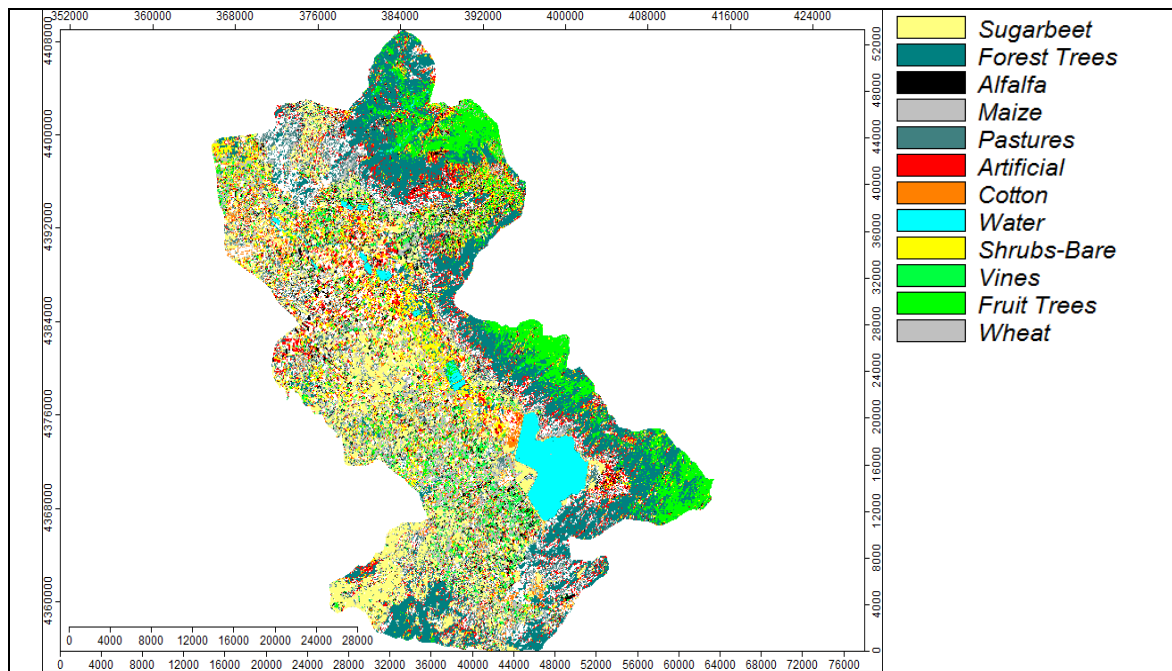 352000 360000 368000 376000 384000 392000 400000 408000 416000 424000
Sugarbeet
Forest Trees
Alfalfa
Maize
Pastures
Artificial
Cotton
Water
Shrubs-Bare
Vines
Fruit Trees
Wheat
4408000
4400000
4392000
4384000
4376000
4368000
4360000
52000
48000
44000
40000
36000
32000
28000
24000
20000
16000
12000
8000
4000
0
0 4000 8000 12000 16000 20000 24000 28000
0 4000 8000 12000 16000 20000 24000 28000 32000 36000 40000 44000 48000 52000 56000 60000 64000 68000 72000 76000